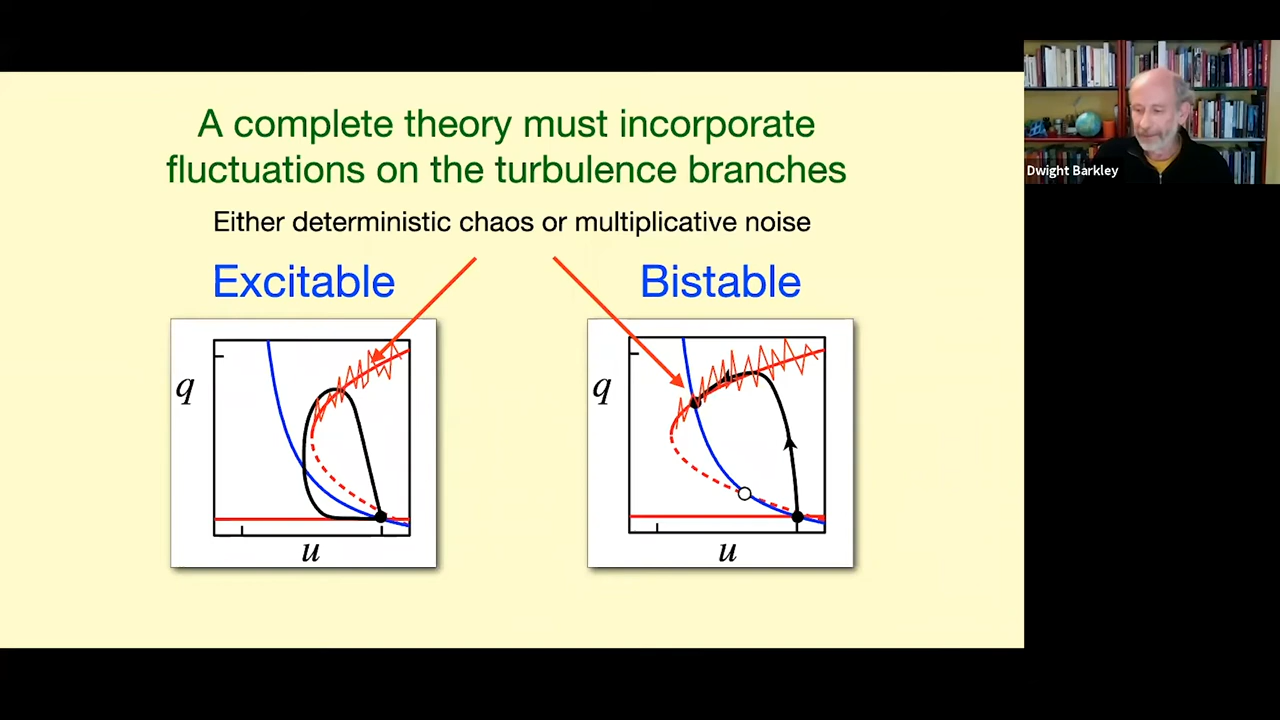 A complete theory must incorporate
fluctuations on the turbulence branches
Either deterministic chaos or multiplicative noise
Excitable
Bistable
q
u
q
u
Dwight Barkley